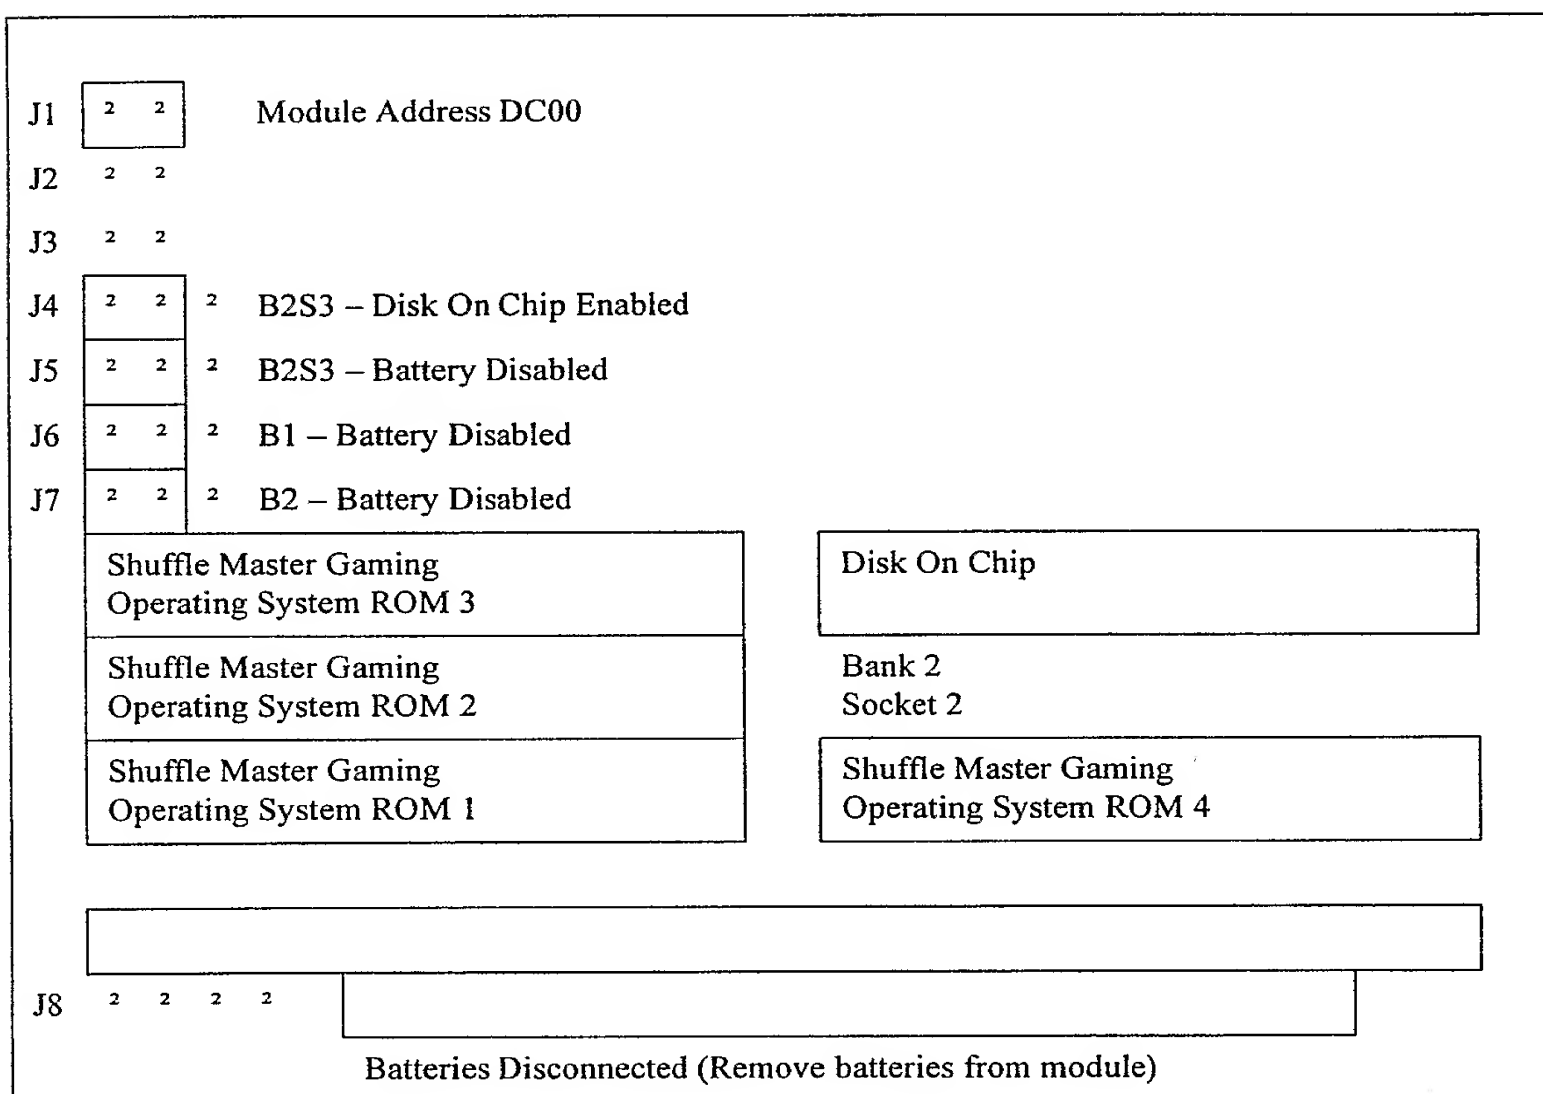 J1 2 2 Module Address DC00
J2 2 2
J3 2 2
J4 2 2 2 B2S3 – Disk On Chip Enabled
J5 2 2 2 B2S3 – Battery Disabled
J6 2 2 2 B1 – Battery Disabled
J7 2 2 2 B2 – Battery Disabled
Shuffle Master Gaming
Operating System ROM 3
Disk On Chip
Shuffle Master Gaming
Operating System ROM 2
Bank 2
Socket 2
Shuffle Master Gaming
Operating System ROM 1
Shuffle Master Gaming
Operating System ROM 4
J8 2 2 2 2
Batteries Disconnected (Remove batteries from module)